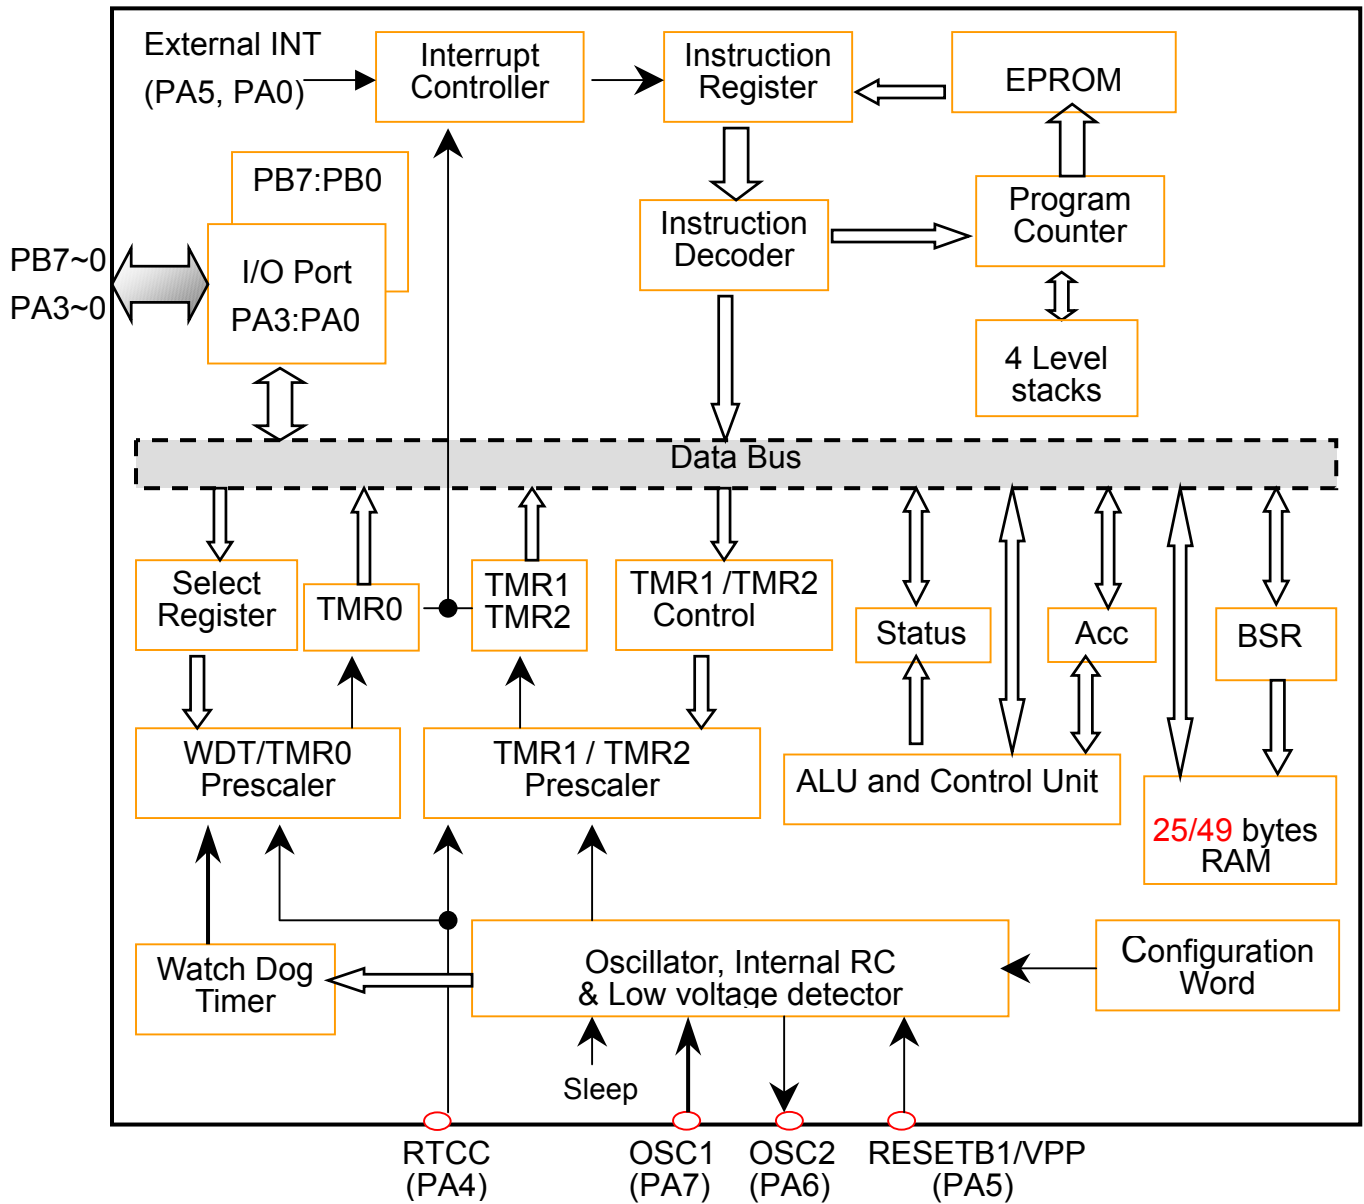 External INT
(PA5, PA0)
Interrupt
Controller
Instruction
Register
EPROM
PB7:PB0
I/O Port
PA3:PA0
PB7~0
PA3~0
Instruction
Decoder
Program
Counter
4 Level
stacks
Data Bus
Select
Register
TMR0
TMR1
TMR2
TMR1 /TMR2
Control
Status
Acc
BSR
WDT/TMR0
Prescaler
TMR1 / TMR2
Prescaler
ALU and Control Unit
25/49 bytes
RAM
Watch Dog
Timer
Oscillator, Internal RC
& Low voltage detector
Configuration
Word
Sleep
RTCC
(PA4)
OSC1
(PA7)
OSC2
(PA6)
RESETB1/VPP
(PA5)